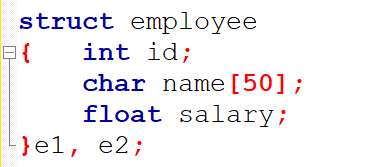 struct employee
{   int id;
    char name[50];
    float salary;
}e1, e2;